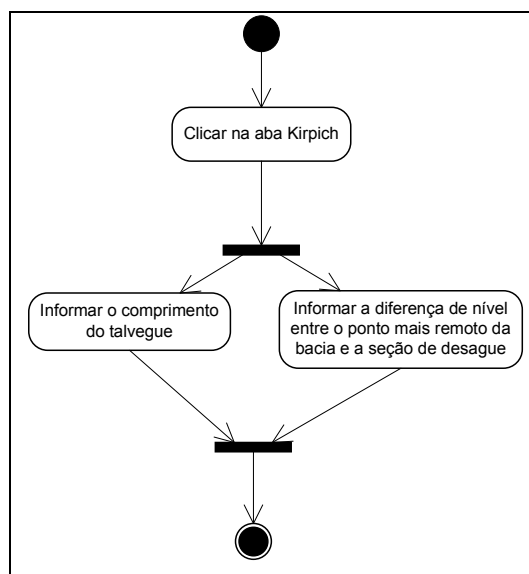 Clicar na aba Kirpich
Informar o comprimento
do talvegue
Informar a diferença de nível
entre o ponto mais remoto da
bacia e a seção de desague